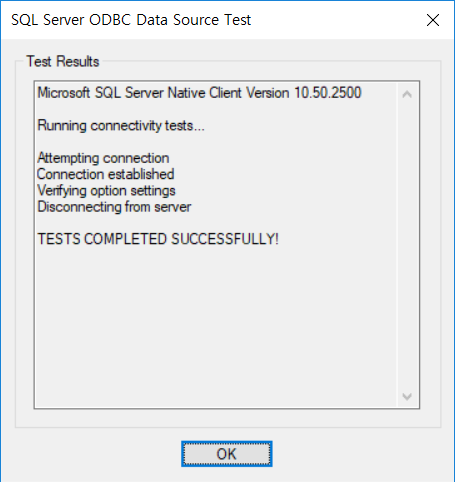 SQL Server ODBC Data Source Test
Test Results
Microsoft SQL Server Native Client Version 10.50.2500
Running connectivity tests...
Attempting connection
Connection established
Verifying option settings
Disconnecting from server
TESTS COMPLETED SUCCESSFULLY!
OK